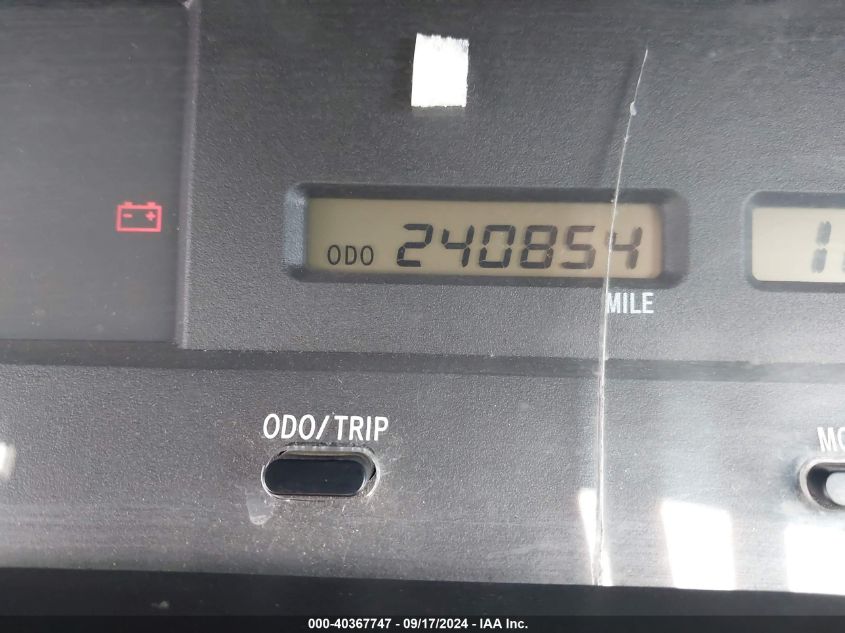 ODO 240854
MILE
ODO/TRIP
000-40367747 - 09/17/2024 - IAA Inc.